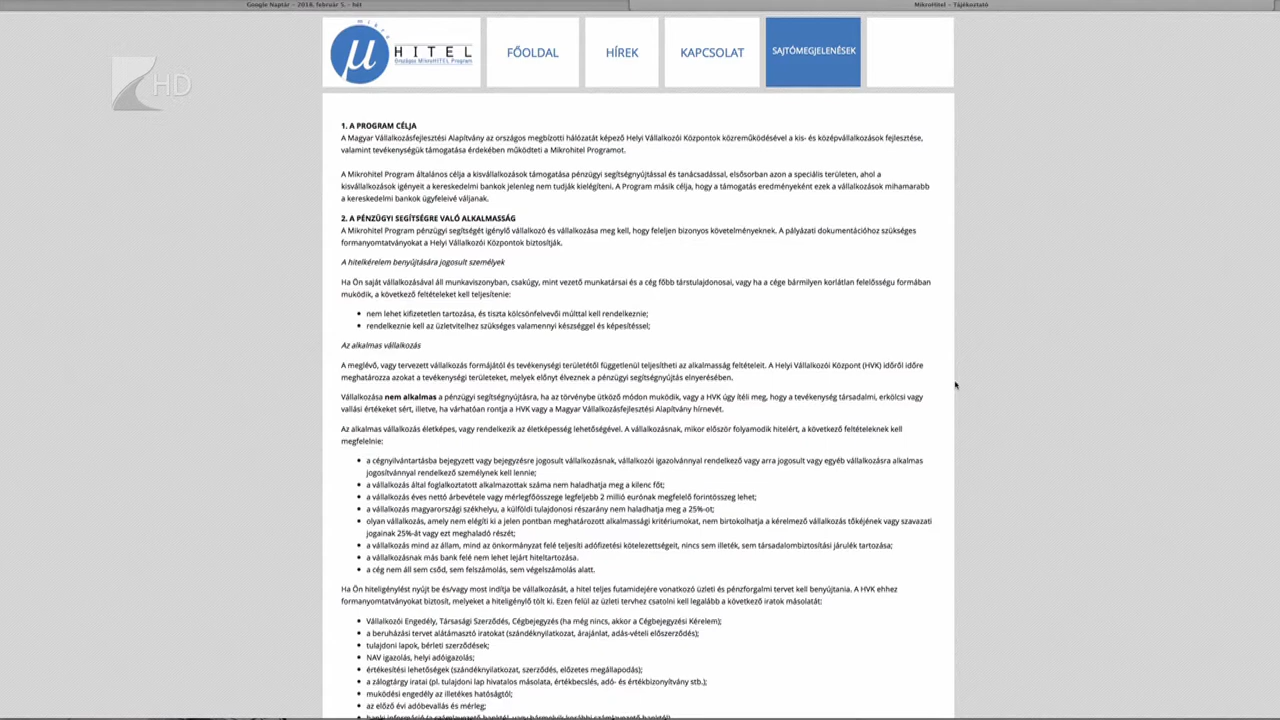 Google Naptár – 2018. február 5. - hét
MikroHitel – Tájékoztató
HD
mikro
µ HITEL
Országos MikroHITEL Program
FŐOLDAL
HÍREK
KAPCSOLAT
SAJTÓMEGJELENÉSEK
1. A PROGRAM CÉLJA
A Magyar Vállalkozásfejlesztési Alapítvány az országos megbízotti hálózatát képező Helyi Vállalkozói Központok közreműködésével a kis- és középvállalkozások fejlesztése,
valamint tevékenységük támogatása érdekében működteti a Mikrohitel Programot.
A Mikrohitel Program általános célja a kisvállalkozások támogatása pénzügyi segítségnyújtással és tanácsadással, elsősorban azon a speciális területen, ahol a
kisvállalkozások igényeit a kereskedelmi bankok jelenleg nem tudják kielégíteni. A Program másik célja, hogy a támogatás eredményeként ezek a vállalkozások mihamarabb
a kereskedelmi bankok ügyfeleivé váljanak.
2. A PÉNZÜGYI SEGÍTSÉGRE VALÓ ALKALMASSÁG
A Mikrohitel Program pénzügyi segítségét igénylő vállalkozó és vállalkozása meg kell, hogy feleljen bizonyos követelményeknek. A pályázati dokumentációhoz szükséges
formanyomtatványokat a Helyi Vállalkozói Központok biztosítják.
A hitelkérelem benyújtására jogosult személyek
Ha Ön saját vállalkozásával áll munkaviszonyban, csakúgy, mint vezető munkatársai és a cég főbb társtulajdonosai, vagy ha a cége bármilyen korlátlan felelősségu formában
muködik, a következő feltételeket kell teljesítenie:
• nem lehet kifizetetlen tartozása, és tiszta kölcsönfelvevői múlttal kell rendelkeznie;
• rendelkeznie kell az üzletvitelhez szükséges valamennyi készséggel és képesítéssel;
Az alkalmas vállalkozás
A meglévő, vagy tervezett vállalkozás formájától és tevékenységi területétől függetlenül teljesítheti az alkalmasság feltételeit. A Helyi Vállalkozói Központ (HVK) időről időre
meghatározza azokat a tevékenységi területeket, melyek előnyt élveznek a pénzügyi segítségnyújtás elnyerésében.
Vállalkozása nem alkalmas a pénzügyi segítségnyújtásra, ha az törvénybe ütköző módon muködik, vagy a HVK úgy ítéli meg, hogy a tevékenység társadalmi, erkölcsi vagy
vallási értékeket sért, illetve, ha várhatóan rontja a HVK vagy a Magyar Vállalkozásfejlesztési Alapítvány hírnevét.
Az alkalmas vállalkozás életképes, vagy rendelkezik az életképesség lehetőségével. A vállalkozásnak, mikor először folyamodik hitelért, a következő feltételeknek kell
megfelelnie:
• a cégnyilvántartásba bejegyzett vagy bejegyzésre jogosult vállalkozásnak, vállalkozói igazolvánnyal rendelkező vagy arra jogosult vagy egyéb vállalkozásra alkalmas
jogosítvánnyal rendelkező személynek kell lennie;
• a vállalkozás által foglalkoztatott alkalmazottak száma nem haladhatja meg a kilenc főt;
• a vállalkozás éves nettó árbevétele vagy mérlegfőösszege legfeljebb 2 millió eurónak megfelelő forintösszeg lehet;
• a vállalkozás magyarországi székhelyu, a külföldi tulajdonosi részarány nem haladhatja meg a 25%-ot;
• olyan vállalkozás, amely nem elégíti ki a jelen pontban meghatározott alkalmassági kritériumokat, nem birtokolhatja a kérelmező vállalkozás tőkéjének vagy szavazati
jogainak 25%-át vagy ezt meghaladó részét;
• a vállalkozás mind az állam, mind az önkormányzat felé teljesíti adófizetési kötelezettségeit, nincs sem illeték, sem társadalombiztosítási járulék tartozása;
• a vállalkozásnak más bank felé nem lehet lejárt hiteltartozása.
• a cég nem áll sem csőd, sem felszámolás, sem végelszámolás alatt.
Ha Ön hiteligénylést nyújt be és/vagy most indítja be vállalkozását, a hitel teljes futamidejére vonatkozó üzleti és pénzforgalmi tervet kell benyújtania. A HVK ehhez
formanyomtatványokat biztosít, melyeket a hiteligénylő tölt ki. Ezen felül az üzleti tervhez csatolni kell legalább a következő iratok másolatát:
• Vállalkozói Engedély, Társasági Szerződés, Cégbejegyzés (ha még nincs, akkor a Cégbejegyzési Kérelem);
• a beruházási tervet alátámasztó iratokat (szándéknyilatkozat, árajánlat, adás-vételi előszerződés);
• tulajdoni lapok, bérleti szerződések;
• NAV igazolás, helyi adóigazolás;
• értékesítési lehetőségek (szándéknyilatkozat, szerződés, előzetes megállapodás);
• a zálogtárgy iratai (pl. tulajdoni lap hivatalos másolata, értékbecslés, adó- és értékbizonyítvány stb.);
• muködési engedély az illetékes hatóságtól;
• az előző évi adóbevallás és mérleg;
• banki információ (a számlavezető banktól, vagy bármelyik korábbi számlavezető banktól)